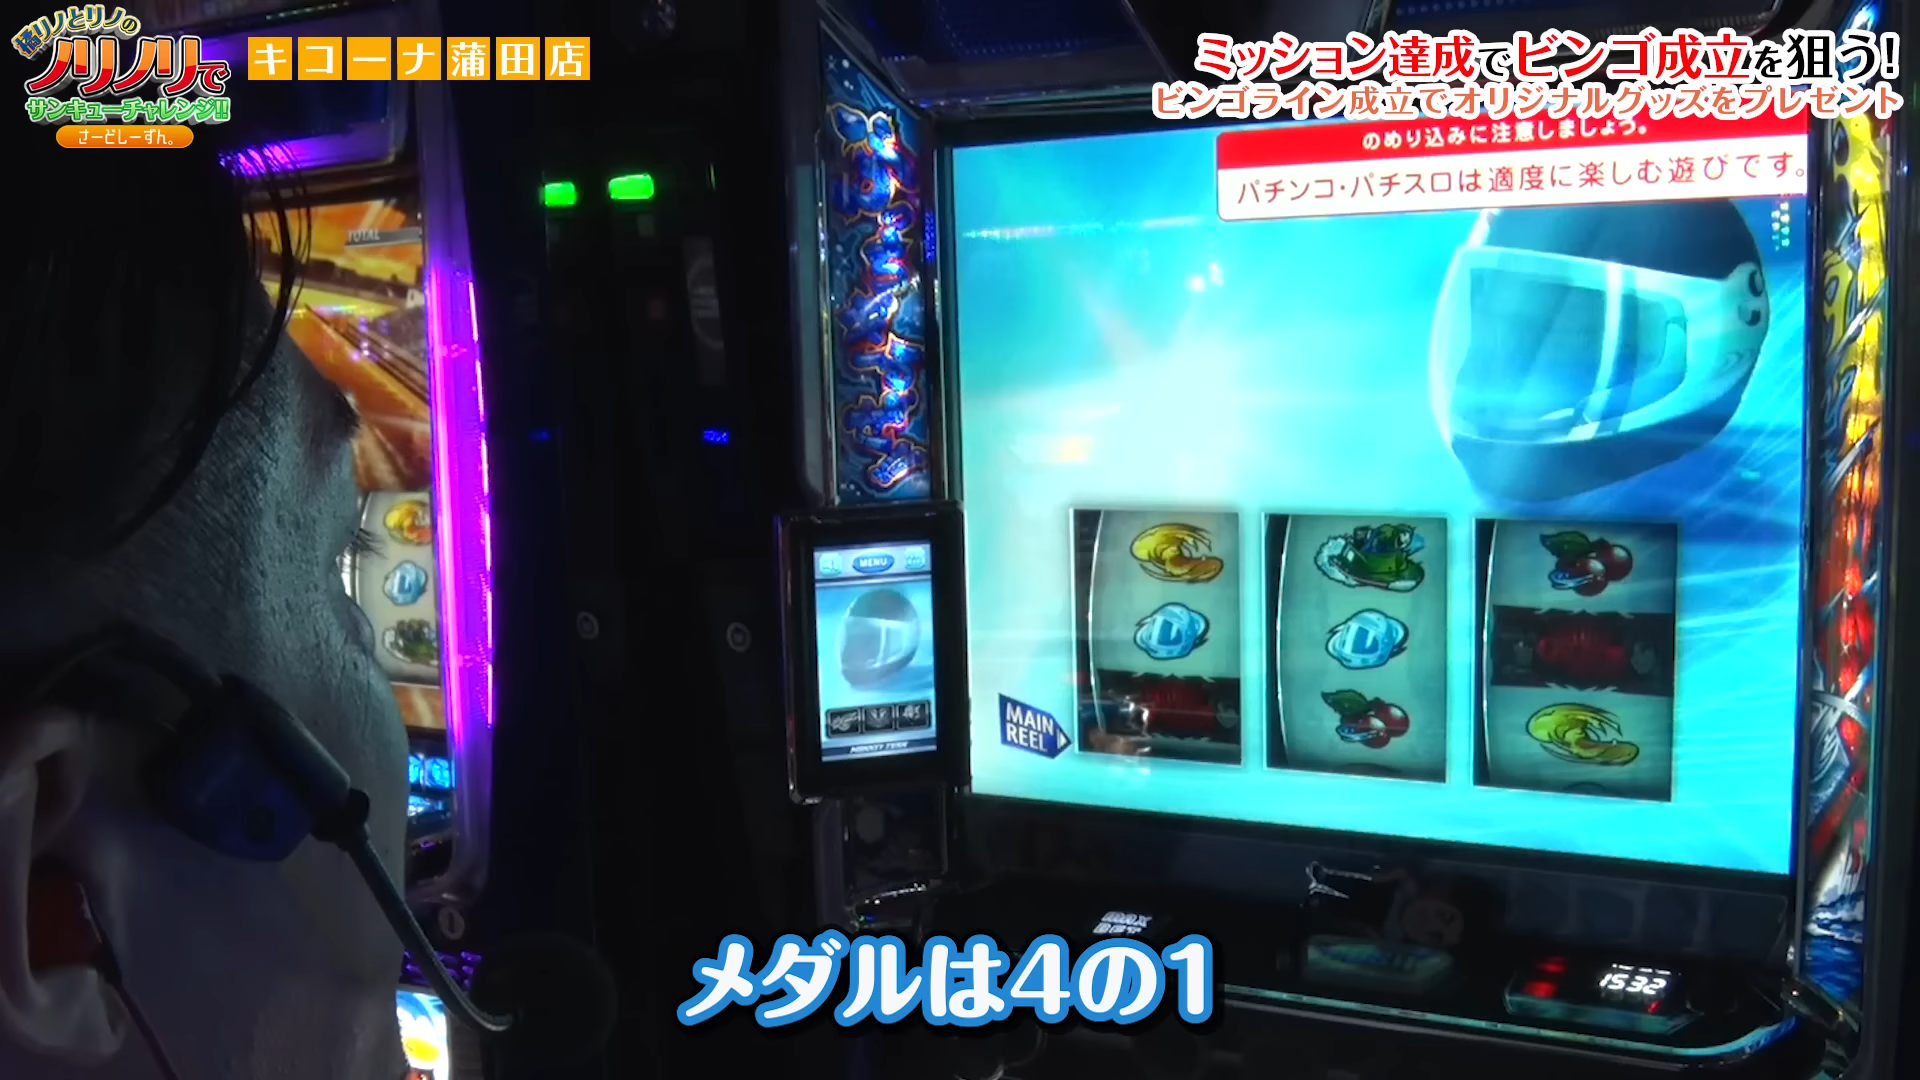 橘リノとリノの
ノリノリで
サンキューチャレンジ!!
さーどしーずん。
キコーナ蒲田店
ミッション達成でビンゴ成立を狙う!
ビンゴライン成立でオリジナルグッズをプレゼント
のめり込みに注意しましょう。
パチンコ・パチスロは適度に楽しむ遊びです。
TOTAL
MENU
MAIN
REEL
MAX
BET
1532
メダルは4の1